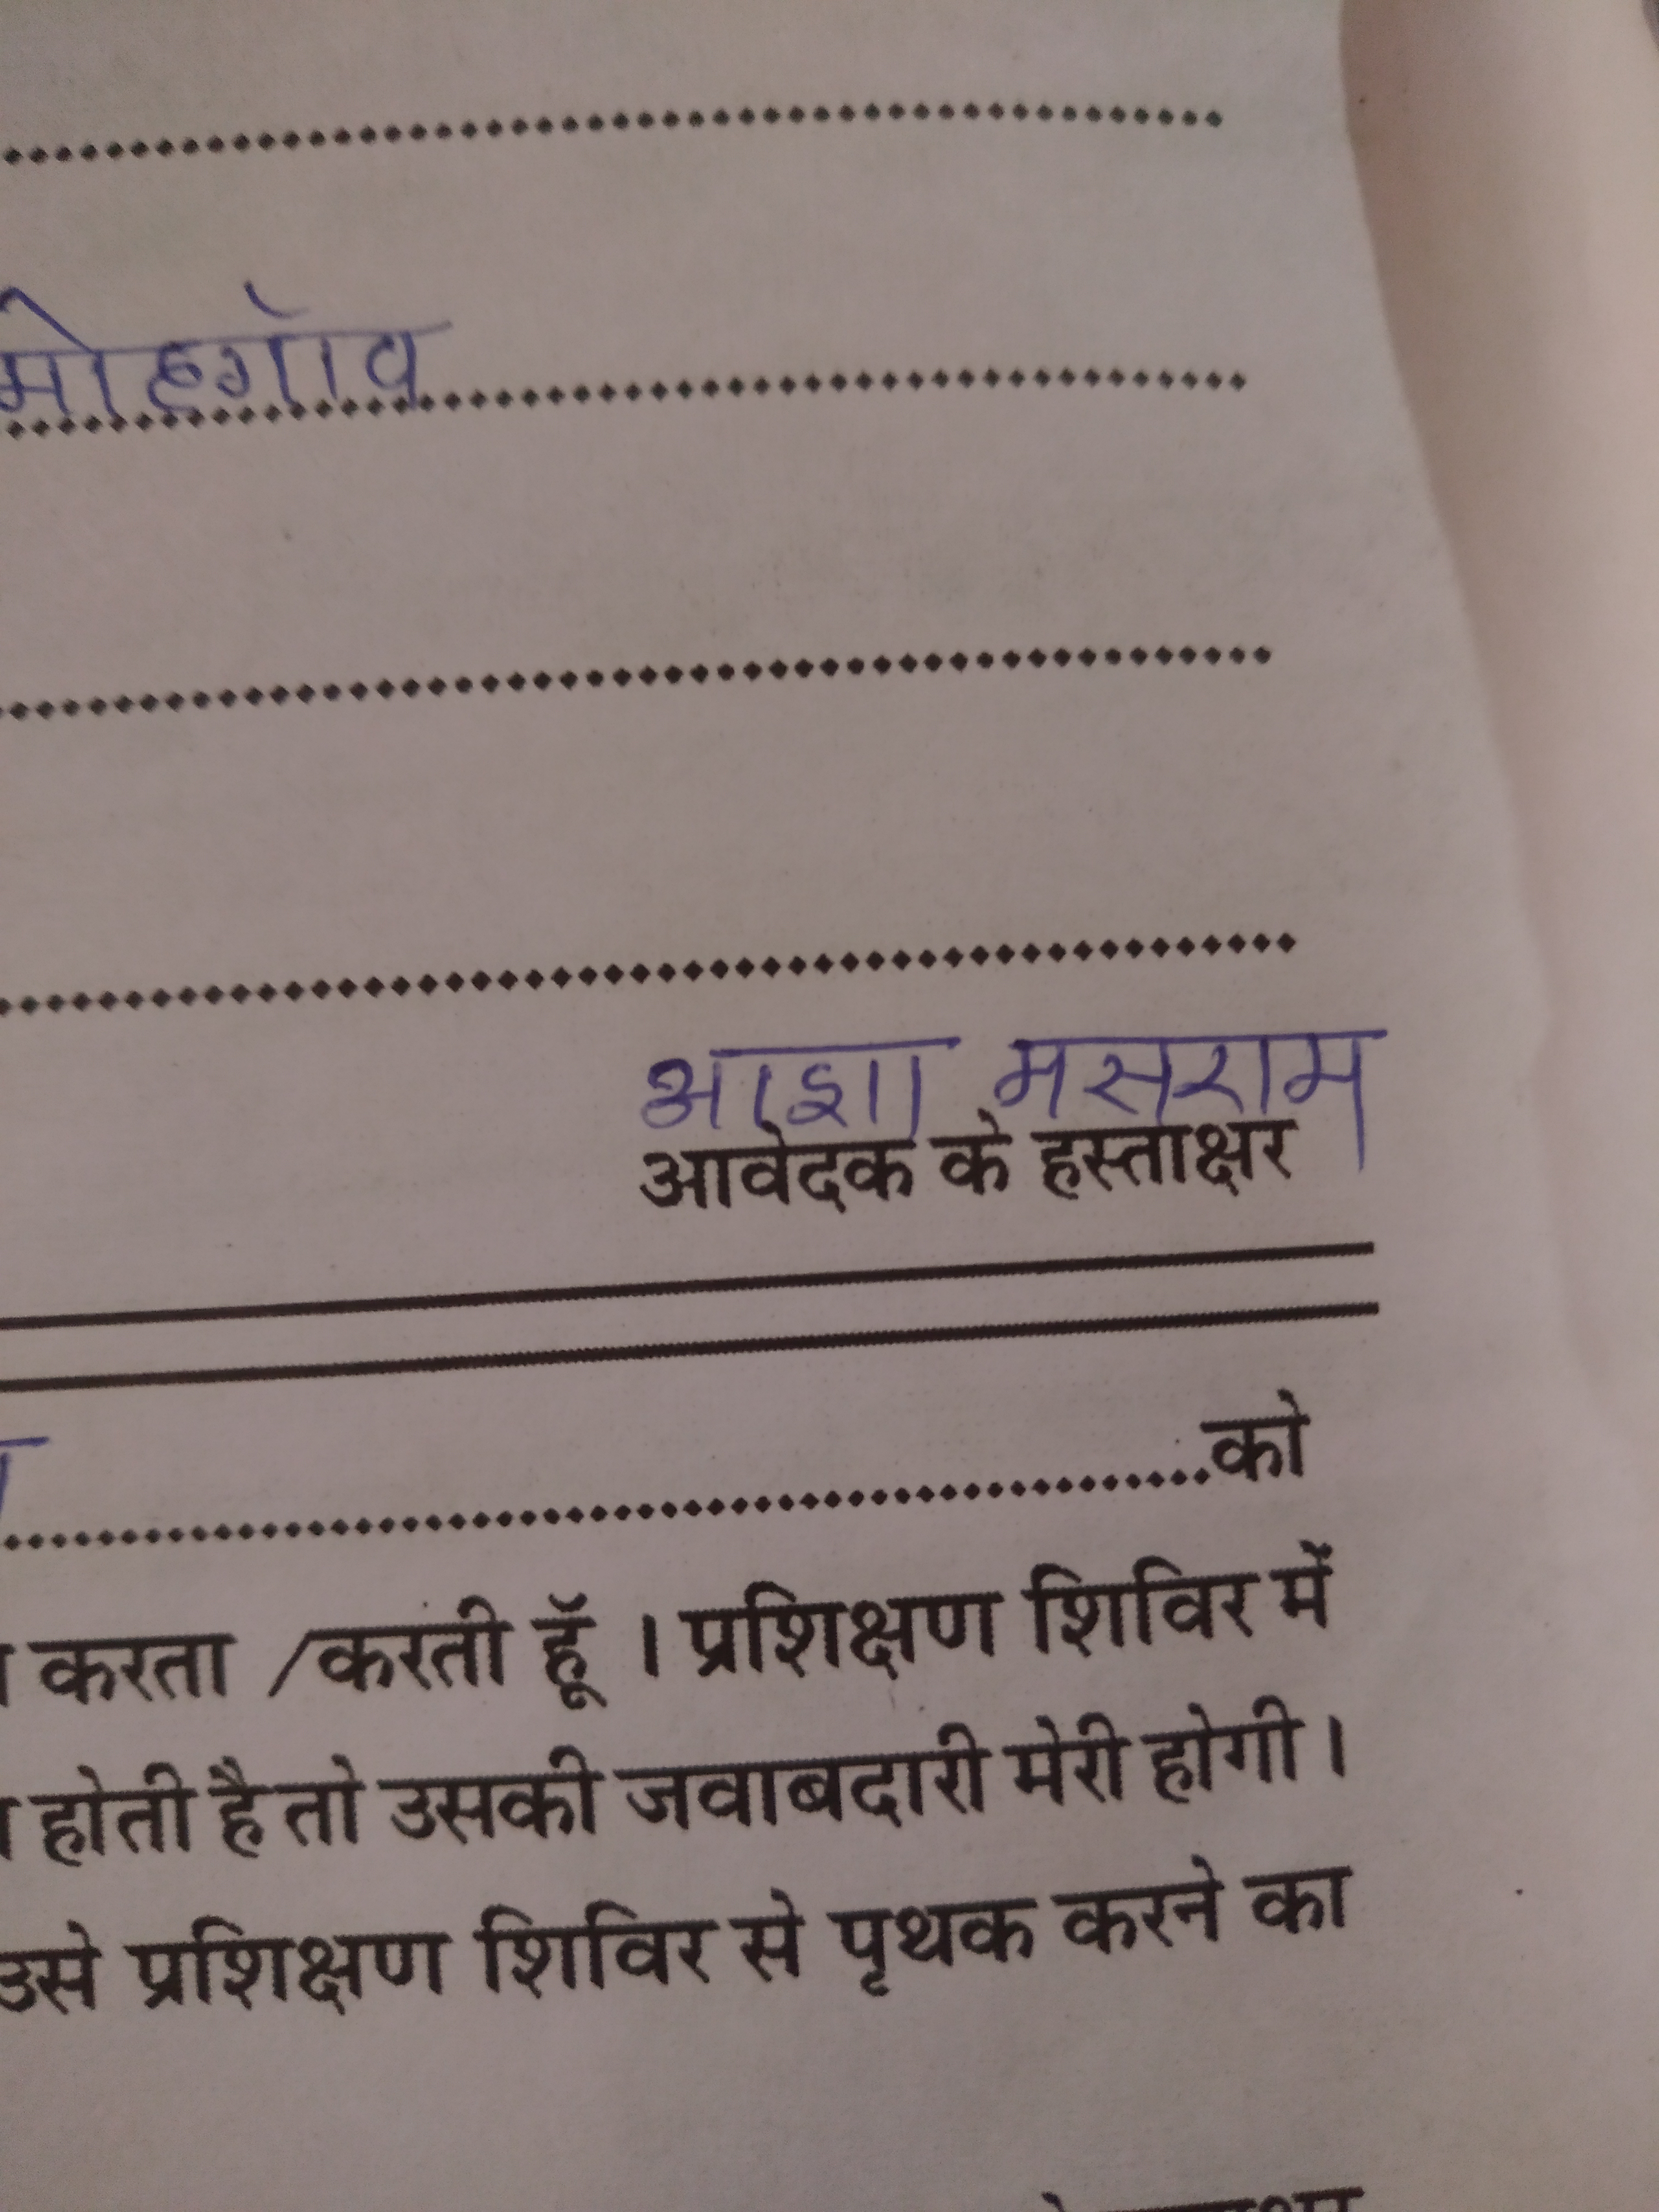 मोहगाँव
आशा मसराम
आवेदक के हस्ताक्षर
को
करता /करती हूँ । प्रशिक्षण शिविर में
होती है तो उसकी जवाबदारी मेरी होगी ।
उसे प्रशिक्षण शिविर से पृथक करने का